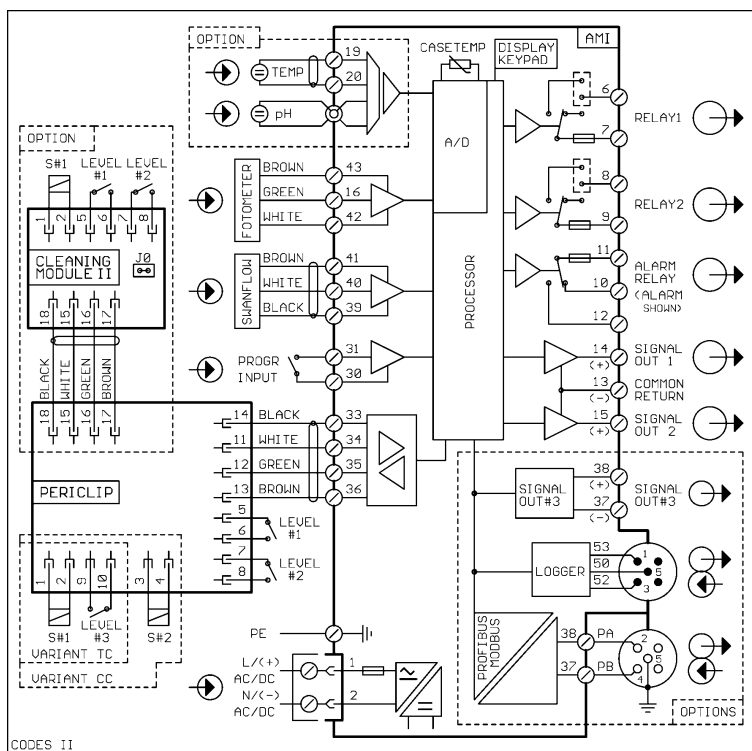 OPTION
19
TEMP
20
pH
CASETEMP
DISPLAY
KEYPAD
AMI
A/D
PROCESSOR
6
RELAY1
7
8
RELAY2
9
11
ALARM
RELAY
10
(ALARM
SHOWN)
12
14
(+)
SIGNAL
OUT 1
13
(-)
COMMON
RETURN
15
(+)
SIGNAL
OUT 2
FOTOMETER
BROWN
43
GREEN
16
WHITE
42
SWANFLOW
BROWN
41
WHITE
40
BLACK
39
PROGR
INPUT
31
30
OPTION
S#1
LEVEL
#1
LEVEL
#2
1
2
5
6
7
8
CLEANING
MODULE II
J0
18
15
16
17
BLACK
WHITE
GREEN
BROWN
18
15
16
17
PERICLIP
14
BLACK
33
11
WHITE
34
12
GREEN
35
13
BROWN
36
5
LEVEL
#1
6
7
LEVEL
#2
8
1
2
9
10
3
4
S#1
LEVEL
#3
S#2
VARIANT TC
VARIANT CC
PE
L/(+)
AC/DC
1
N/(-)
AC/DC
2
SIGNAL
OUT#3
38
(+)
37
(-)
SIGNAL
OUT#3
LOGGER
53
50
52
1
5
3
PROFIBUS
MODBUS
38
PA
37
PB
2
5
4
OPTIONS
CODES II